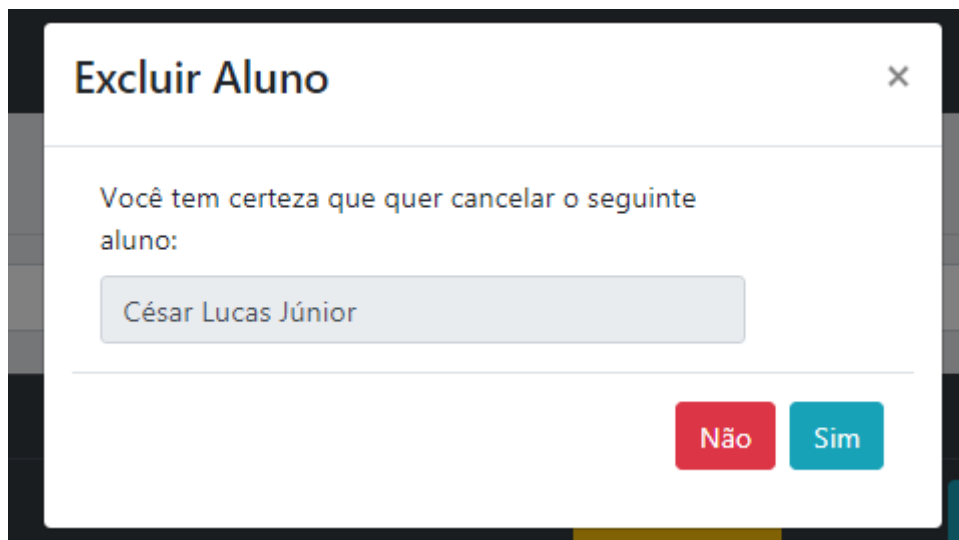 Excluir Aluno ×
Você tem certeza que quer cancelar o seguinte
aluno:
César Lucas Júnior
Não Sim